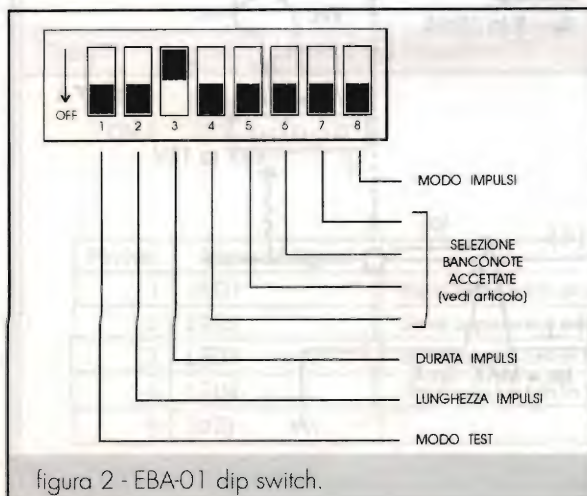 OFF
1 2 3 4 5 6 7 8
MODO IMPULSI
SELEZIONE
BANCONOTE
ACCETTATE
(vedi articolo)
DURATA IMPULSI
LUNGHEZZA IMPULSI
MODO TEST
figura 2 - EBA-01 dip switch.